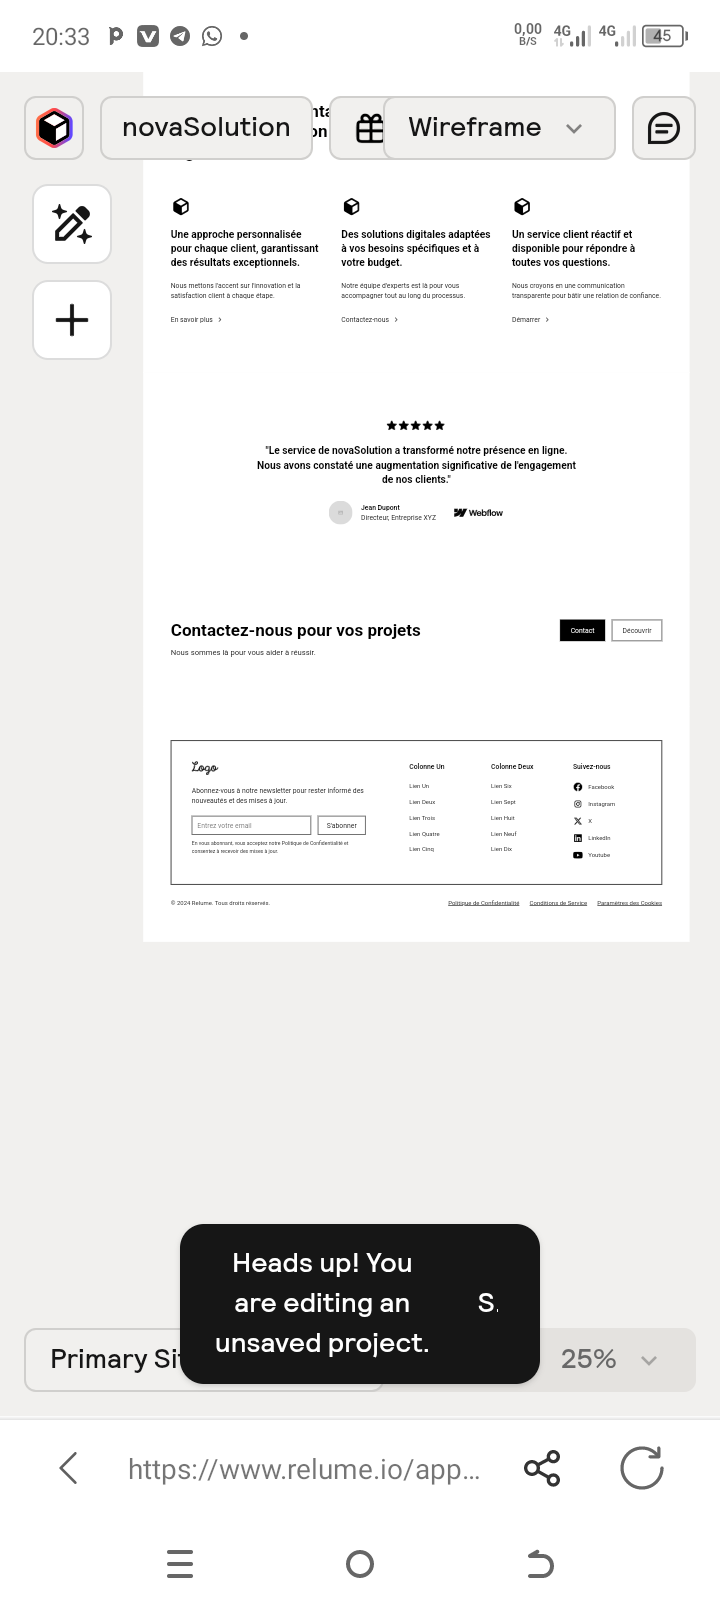 20:33
0,00
B/S
4G
4G
45
novaSolution
Wireframe
Une approche personnalisée
pour chaque client, garantissant
des résultats exceptionnels.
Nous mettons l'accent sur l'innovation et la
satisfaction client à chaque étape.
En savoir plus
Des solutions digitales adaptées
à vos besoins spécifiques et à
votre budget.
Notre équipe d'experts est là pour vous
accompagner tout au long du processus.
Contactez-nous
Un service client réactif et
disponible pour répondre à
toutes vos questions.
Nous croyons en une communication
transparente pour bâtir une relation de confiance.
Démarrer
"Le service de novaSolution a transformé notre présence en ligne.
Nous avons constaté une augmentation significative de l'engagement
de nos clients."
Jean Dupont
Directeur, Entreprise XYZ
Webflow
Contactez-nous pour vos projets
Nous sommes là pour vous aider à réussir.
Contact
Découvrir
Logo
Abonnez-vous à notre newsletter pour rester informé des
nouveautés et des mises à jour.
Entrez votre email
S'abonner
En vous abonnant, vous acceptez notre Politique de Confidentialité et
consentez à recevoir des mises à jour.
Colonne Un
Lien Un
Lien Deux
Lien Trois
Lien Quatre
Lien Cinq
Colonne Deux
Lien Six
Lien Sept
Lien Huit
Lien Neuf
Lien Dix
Suivez-nous
Facebook
Instagram
X
LinkedIn
Youtube
© 2024 Relume. Tous droits réservés.
Politique de Confidentialité
Conditions de Service
Paramètres des Cookies
Heads up! You
are editing an
unsaved project.
S.
Primary Sit
25%
https://www.relume.io/app...